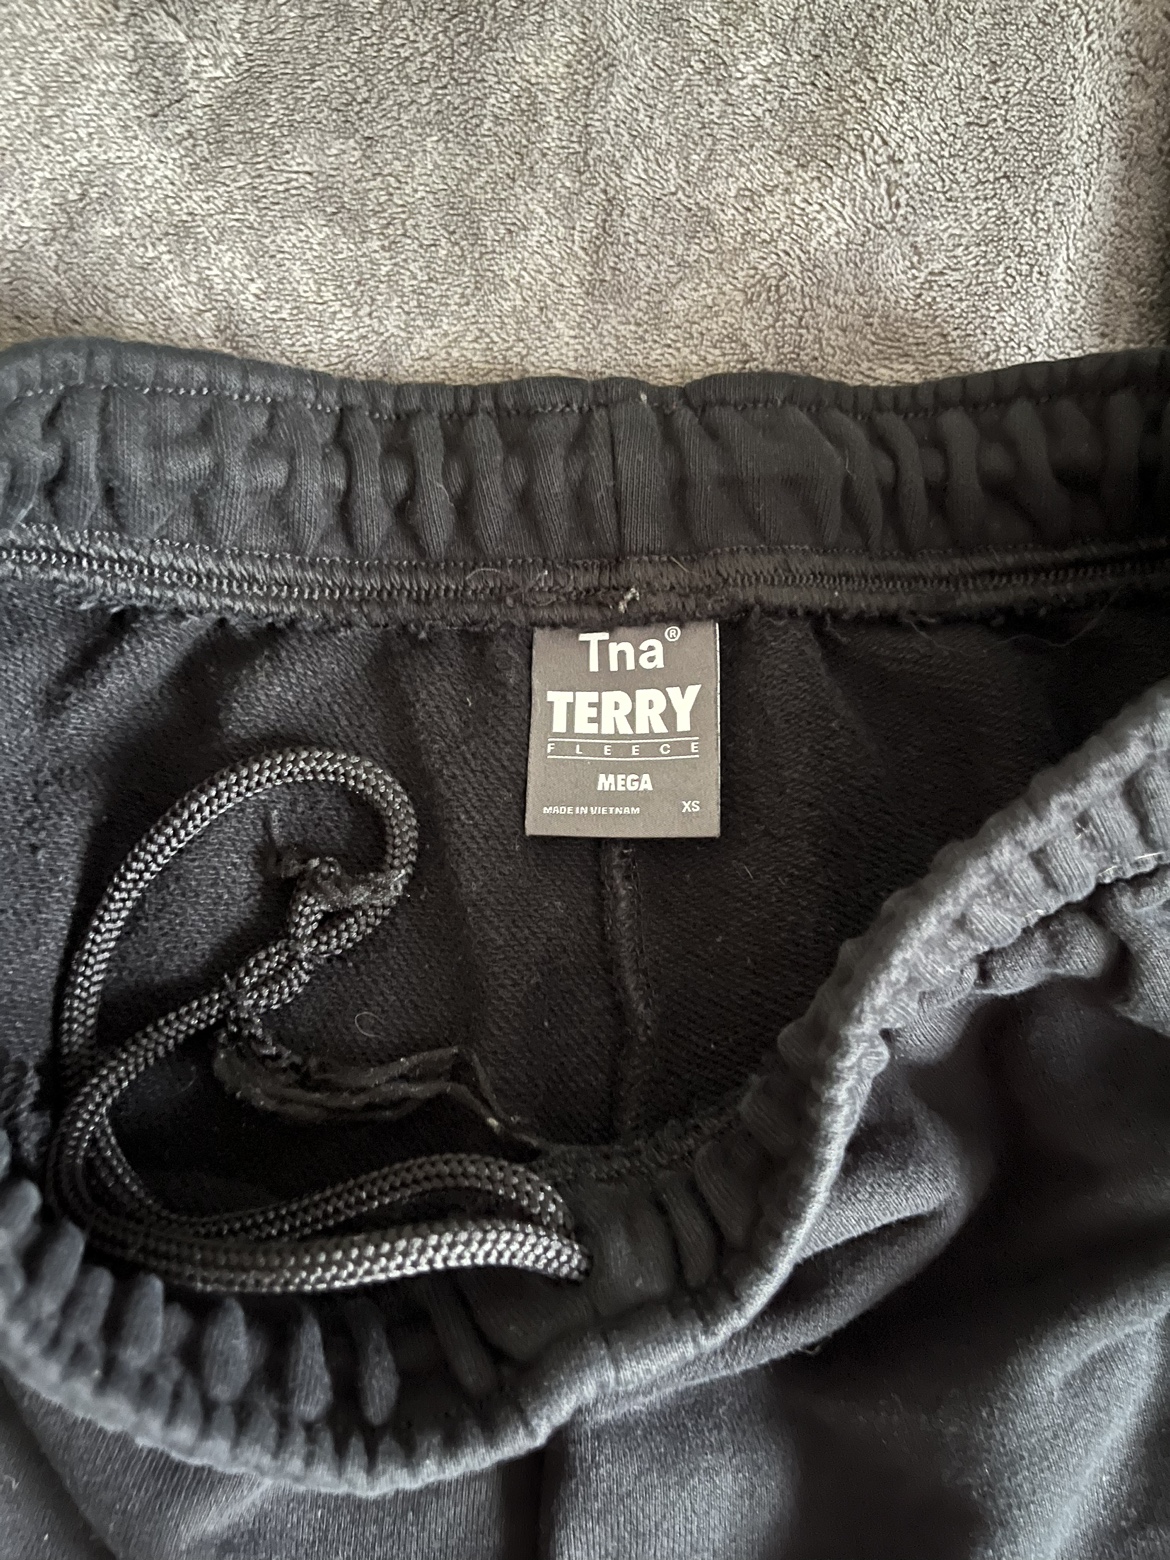 Tna®
TERRY
FLEECE
MEGA
MADE IN VIETNAM XS